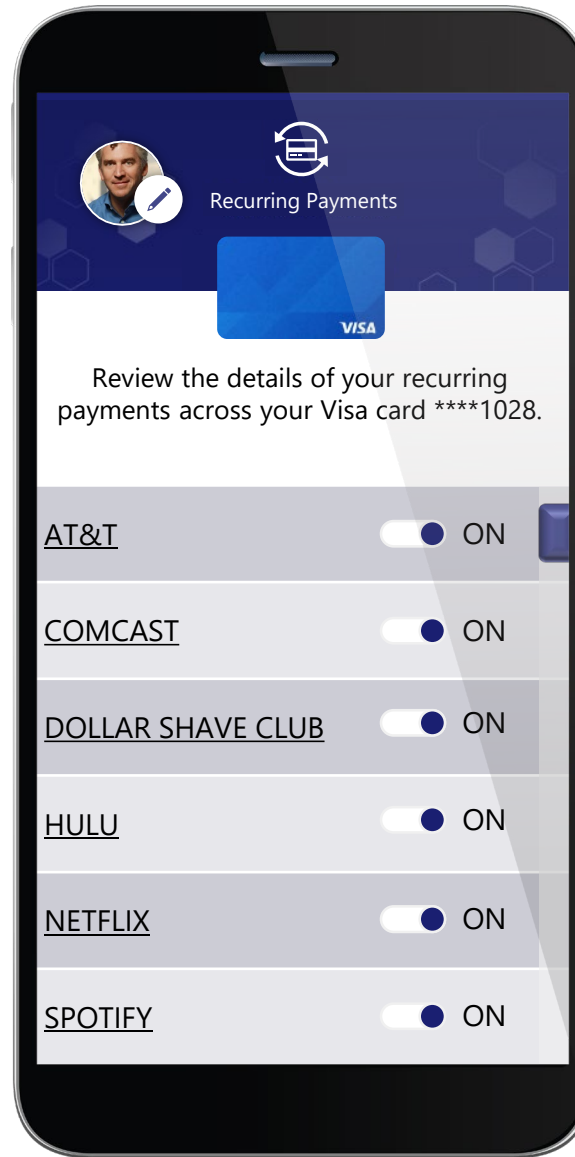 Recurring Payments
VISA
Review the details of your recurring
payments across your Visa card ****1028.
AT&T ON
COMCAST ON
DOLLAR SHAVE CLUB ON
HULU ON
NETFLIX ON
SPOTIFY ON